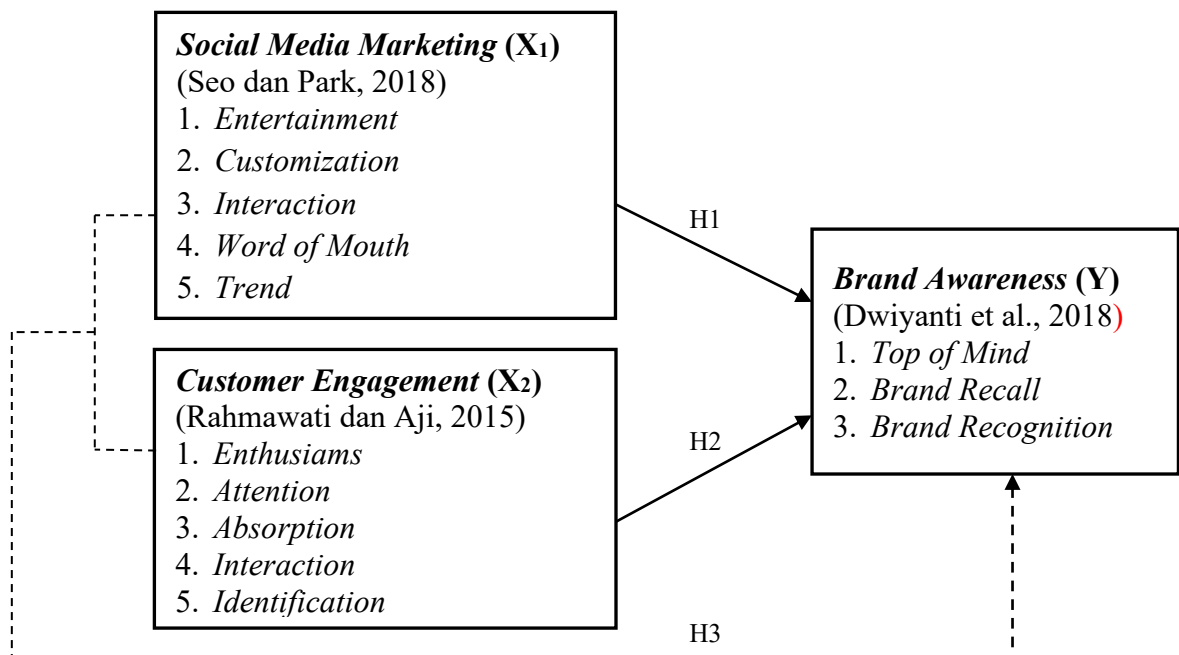 Social Media Marketing (X₁)
(Seo dan Park, 2018)
1. Entertainment
2. Customization
3. Interaction
4. Word of Mouth
5. Trend
H1
Brand Awareness (Y)
(Dwiyanti et al., 2018)
1. Top of Mind
2. Brand Recall
3. Brand Recognition
Customer Engagement (X₂)
(Rahmawati dan Aji, 2015)
1. Enthusiams
2. Attention
3. Absorption
4. Interaction
5. Identification
H2
H3